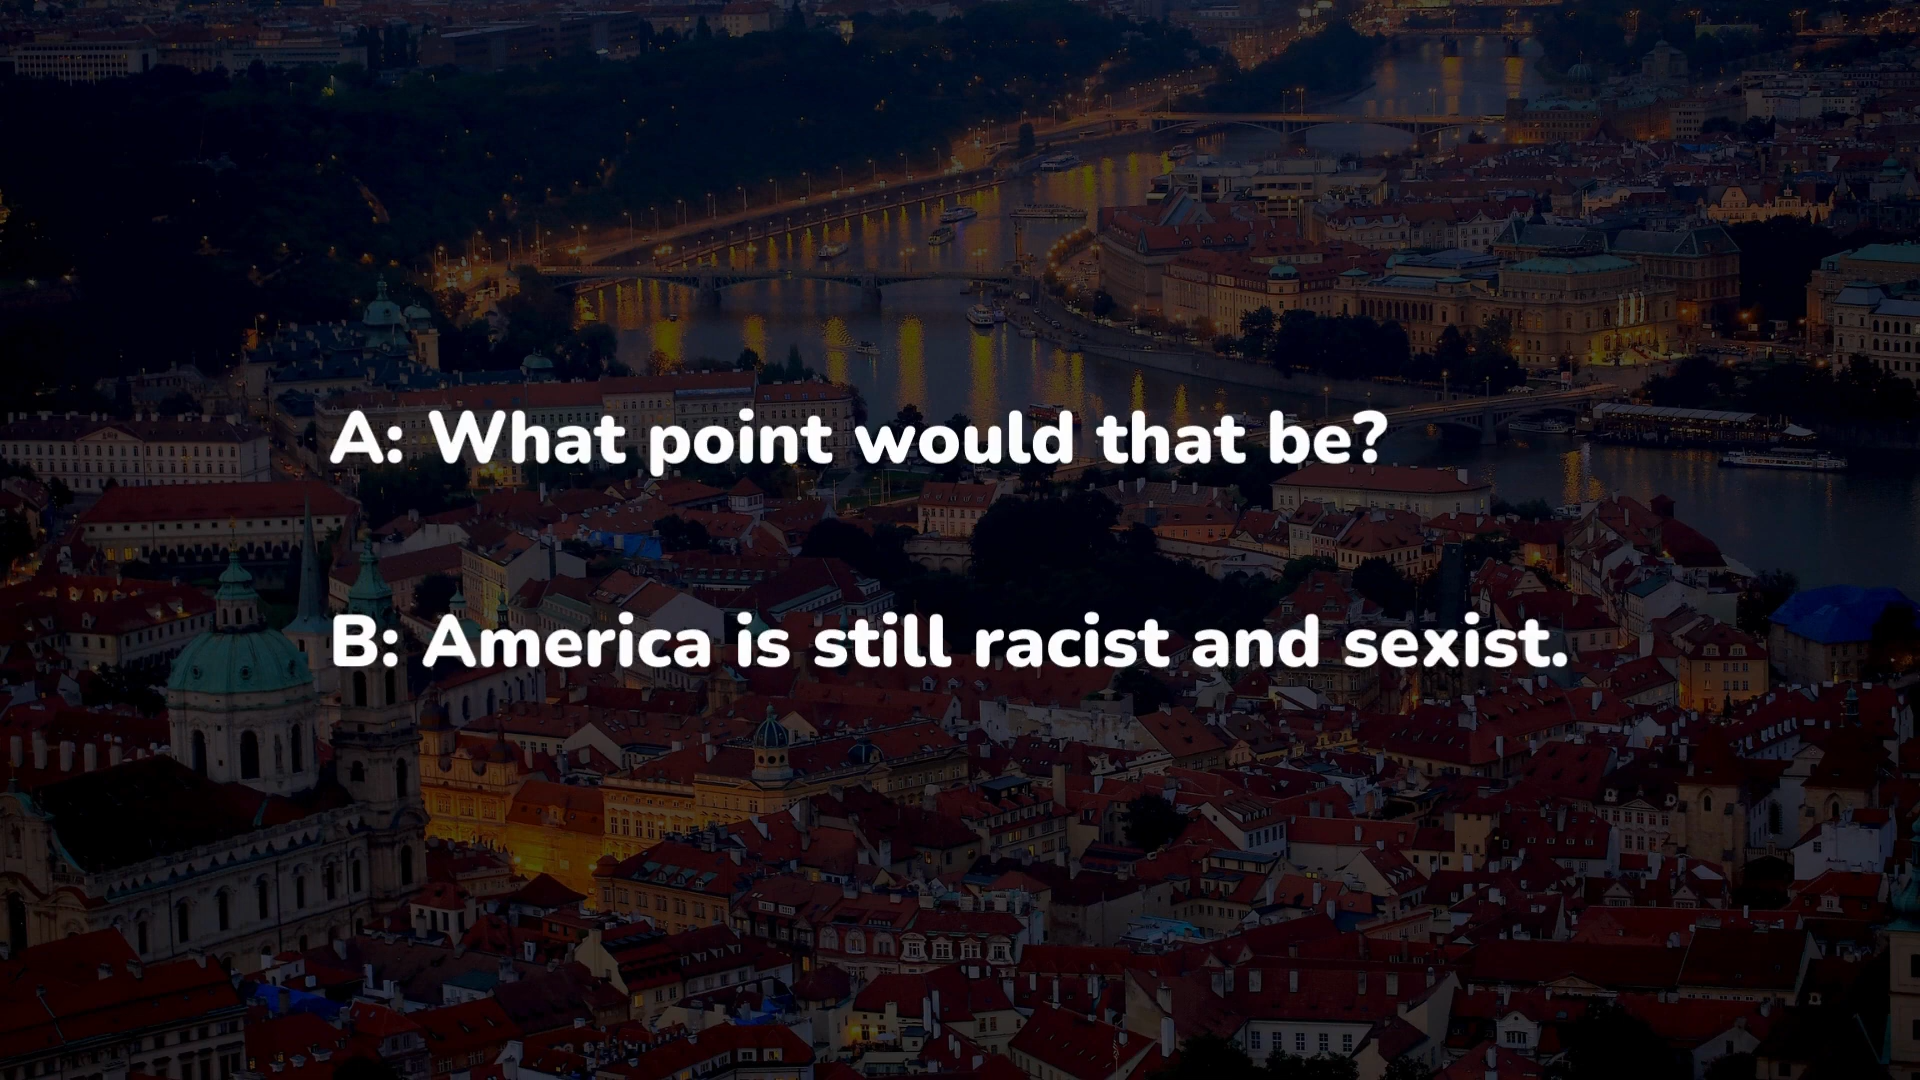 A: What point would that be?
B: America is still racist and sexist.